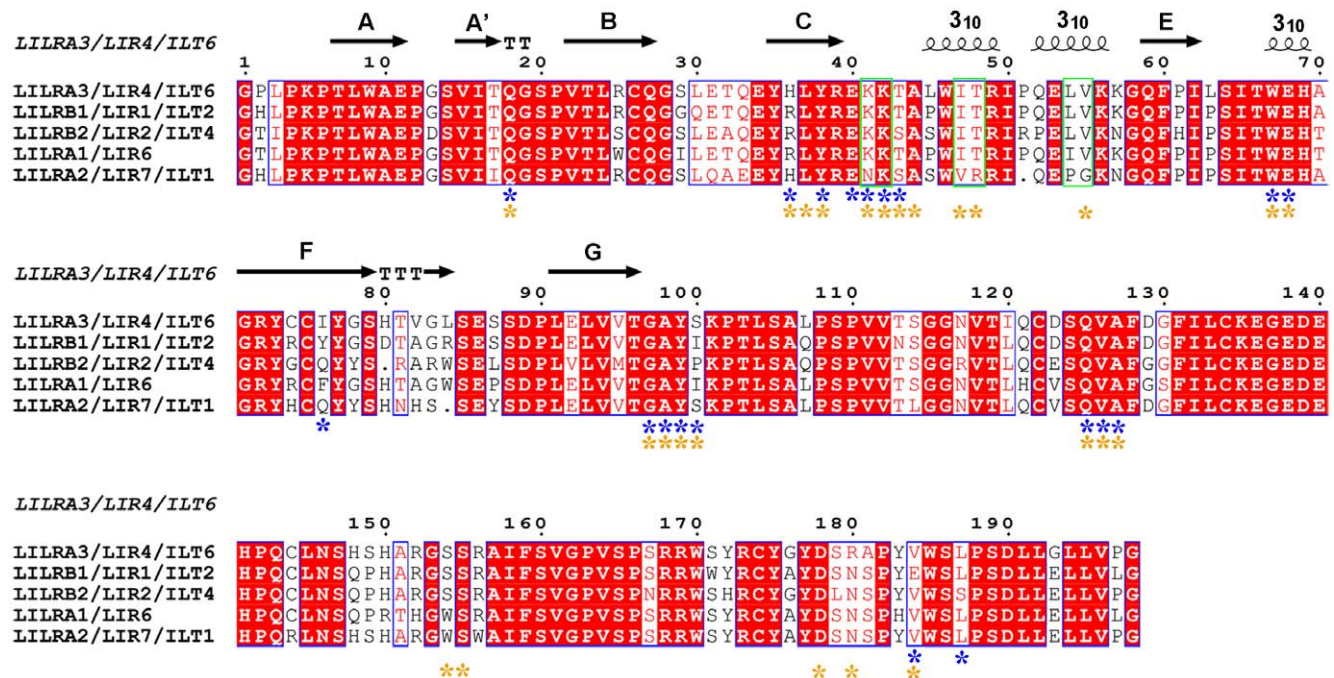 A A' B C 3₁₀ 3₁₀ E 3₁₀
LILRA3/LIR4/ILT6 TT
1 10 20 30 40 50 60 70
LILRA3/LIR4/ILT6 GPLPKPTLWAEPGSVITQGSPVTLRCQGSLETQEYHLYREKKTALWITRIPQELVKKGQFPILSITWEHA
LILRB1/LIR1/ILT2 GHLPKPTLWAEPGSVITQGSPVTLRCQGGQETQEYRLYREKKTALWITRIPQELVKKGQFPIPSITWEHA
LILRB2/LIR2/ILT4 GTIPKPTLWAEPDSVITQGSPVTLSCQGSLEAQEYRLYREKKSASWITRIRPELVKNGQFHIPSITWEHT
LILRA1/LIR6 GTLPKPTLWAEPGSVITQGSPVTLWCQGILETQEYRLYREKKTAPWITRIPQEIVKKGQFPIPSITWEHT
LILRA2/LIR7/ILT1 GHLPKPTLWAEPGSVIIQGSPVTLRCQGSLQAEEYHLYRENKSASWVRRI.QEPGKNGQFPIPSITWEHA
F G
LILRA3/LIR4/ILT6 TTT
80 90 100 110 120 130 140
LILRA3/LIR4/ILT6 GRYCCIYGSHTVGLSESSDPLELVVTGAYSKPTLSALPSPVVTSGGNVTIQCDSQVAFDGFILCKEGEDE
LILRB1/LIR1/ILT2 GRYRCYYGSDTAGRSESSDPLELVVTGAYIKPTLSAQPSPVVNSGGNVTLQCDSQVAFDGFILCKEGEDE
LILRB2/LIR2/ILT4 GRYGCQYYS.RARWSELSDPLVLVMTGAYPKPTLSAQPSPVVTSGGRVTLQCESQVAFGGFILCKEGEDE
LILRA1/LIR6 GRYRCFYGSHTAGWSEPSDPLELVVTGAYIKPTLSALPSPVVTSGGNVTLHCVSQVAFGSFILCKEGEDE
LILRA2/LIR7/ILT1 GRYHCQYYSHNHS.SEYSDPLELVVTGAYSKPTLSALPSPVVTLGGNVTLQCVSQVAFDGFILCKEGEDE
LILRA3/LIR4/ILT6
150 160 170 180 190
LILRA3/LIR4/ILT6 HPQCLNSHSHARGSSRAIFSVGPVSPSRRWSYRCYGYDSRAPYVWSLPSDLLGLLVPG
LILRB1/LIR1/ILT2 HPQCLNSQPHARGSSRAIFSVGPVSPSRRWWYRCYAYDSNSPYEWSLPSDLLELLVLG
LILRB2/LIR2/ILT4 HPQCLNSQPHARGSSRAIFSVGPVSPNRRWSHRCYGYDLNSPYVWSSPSDLLELLVPG
LILRA1/LIR6 HPQCLNSQPRTHGWSRAIFSVGPVSPSRRWSYRCYAYDSNSPHVWSLPSDLLELLVPG
LILRA2/LIR7/ILT1 HPQRLNSHSHARGWSWAIFSVGPVSPSRRWSYRCYAYDSNSPYVWSLPSDLLELLVPG